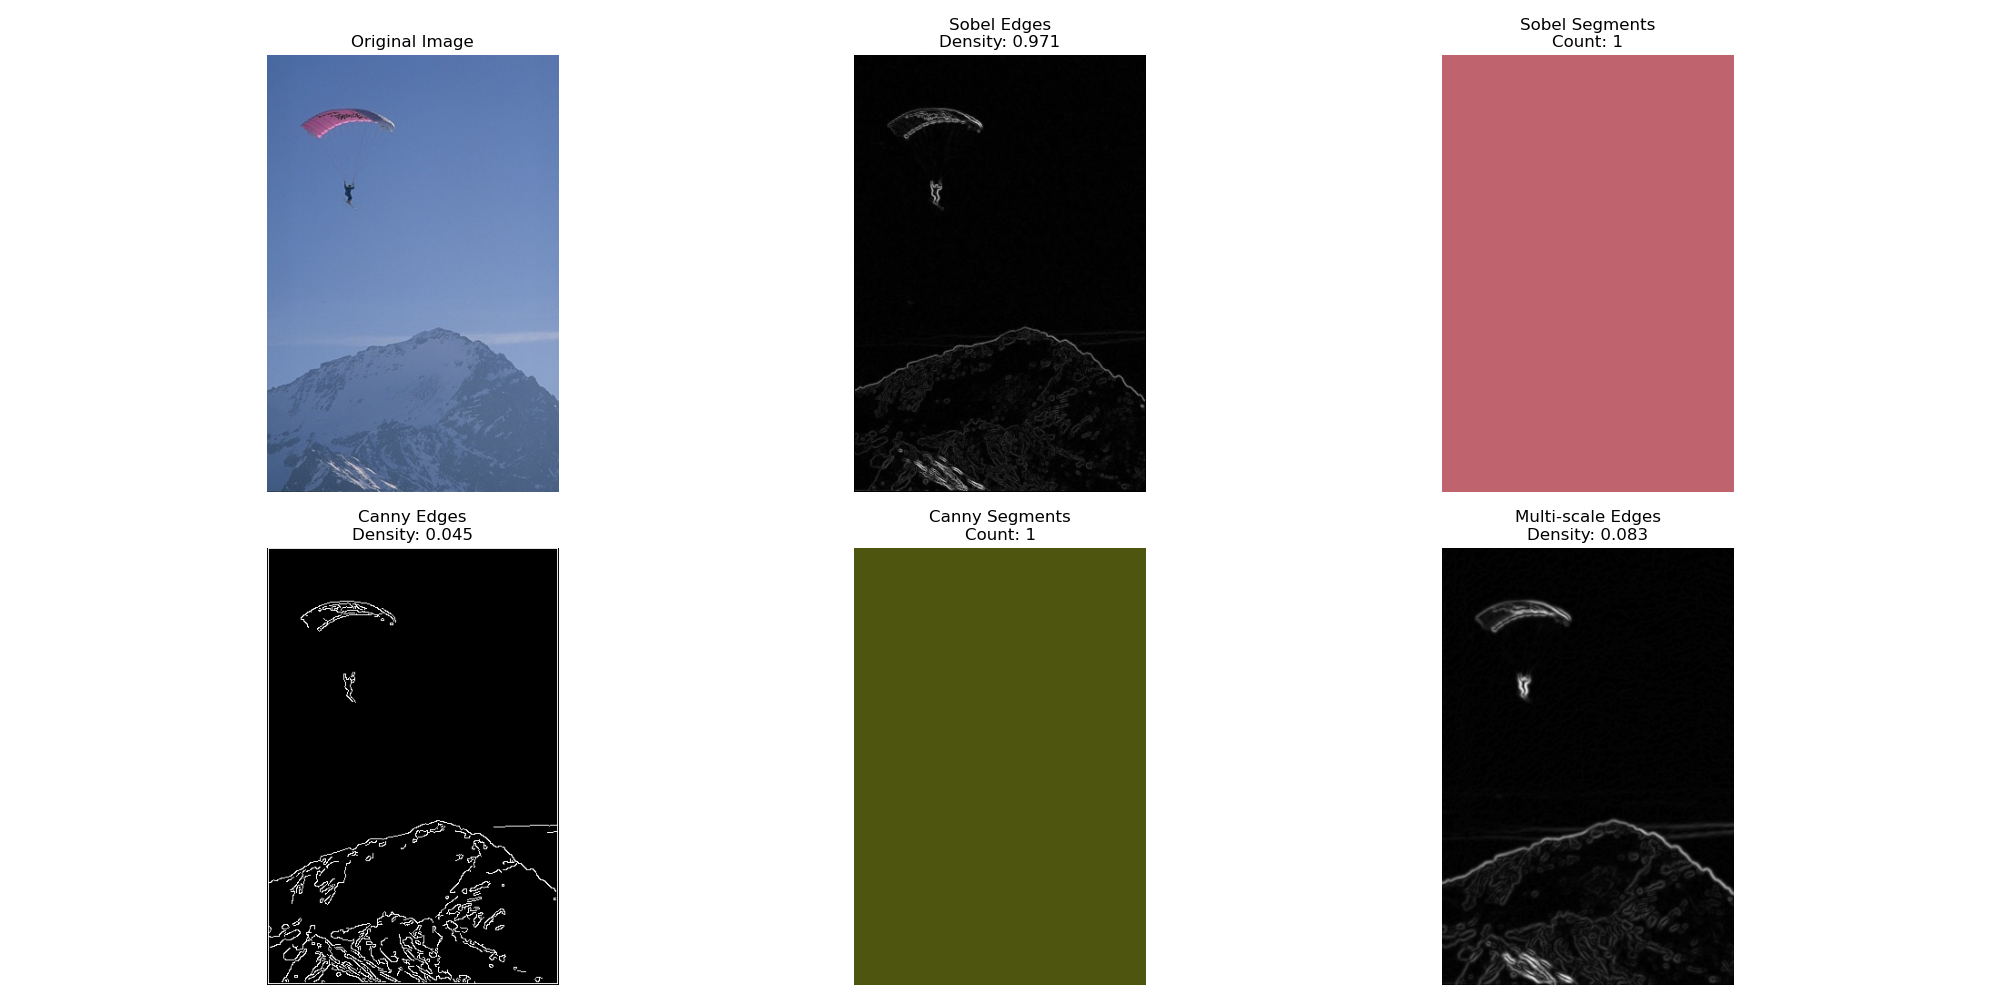 Original Image
Sobel Edges
Density: 0.971
Sobel Segments
Count: 1
Canny Edges
Density: 0.045
Canny Segments
Count: 1
Multi-scale Edges
Density: 0.083